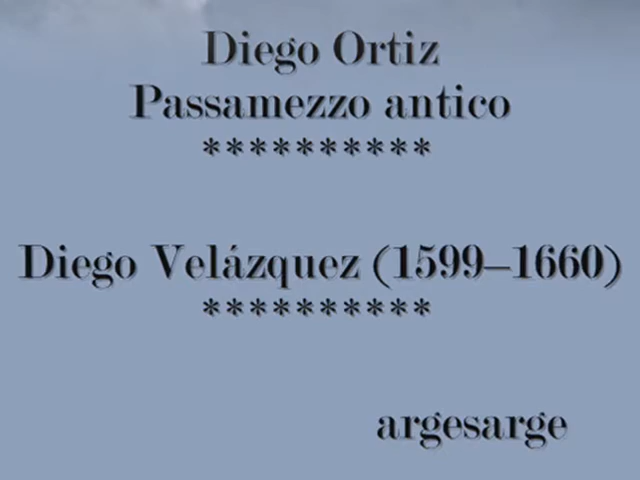 Diego Ortiz
Passamezzo antico
**********
Diego Velázquez (1599–1660)
**********
argesarge